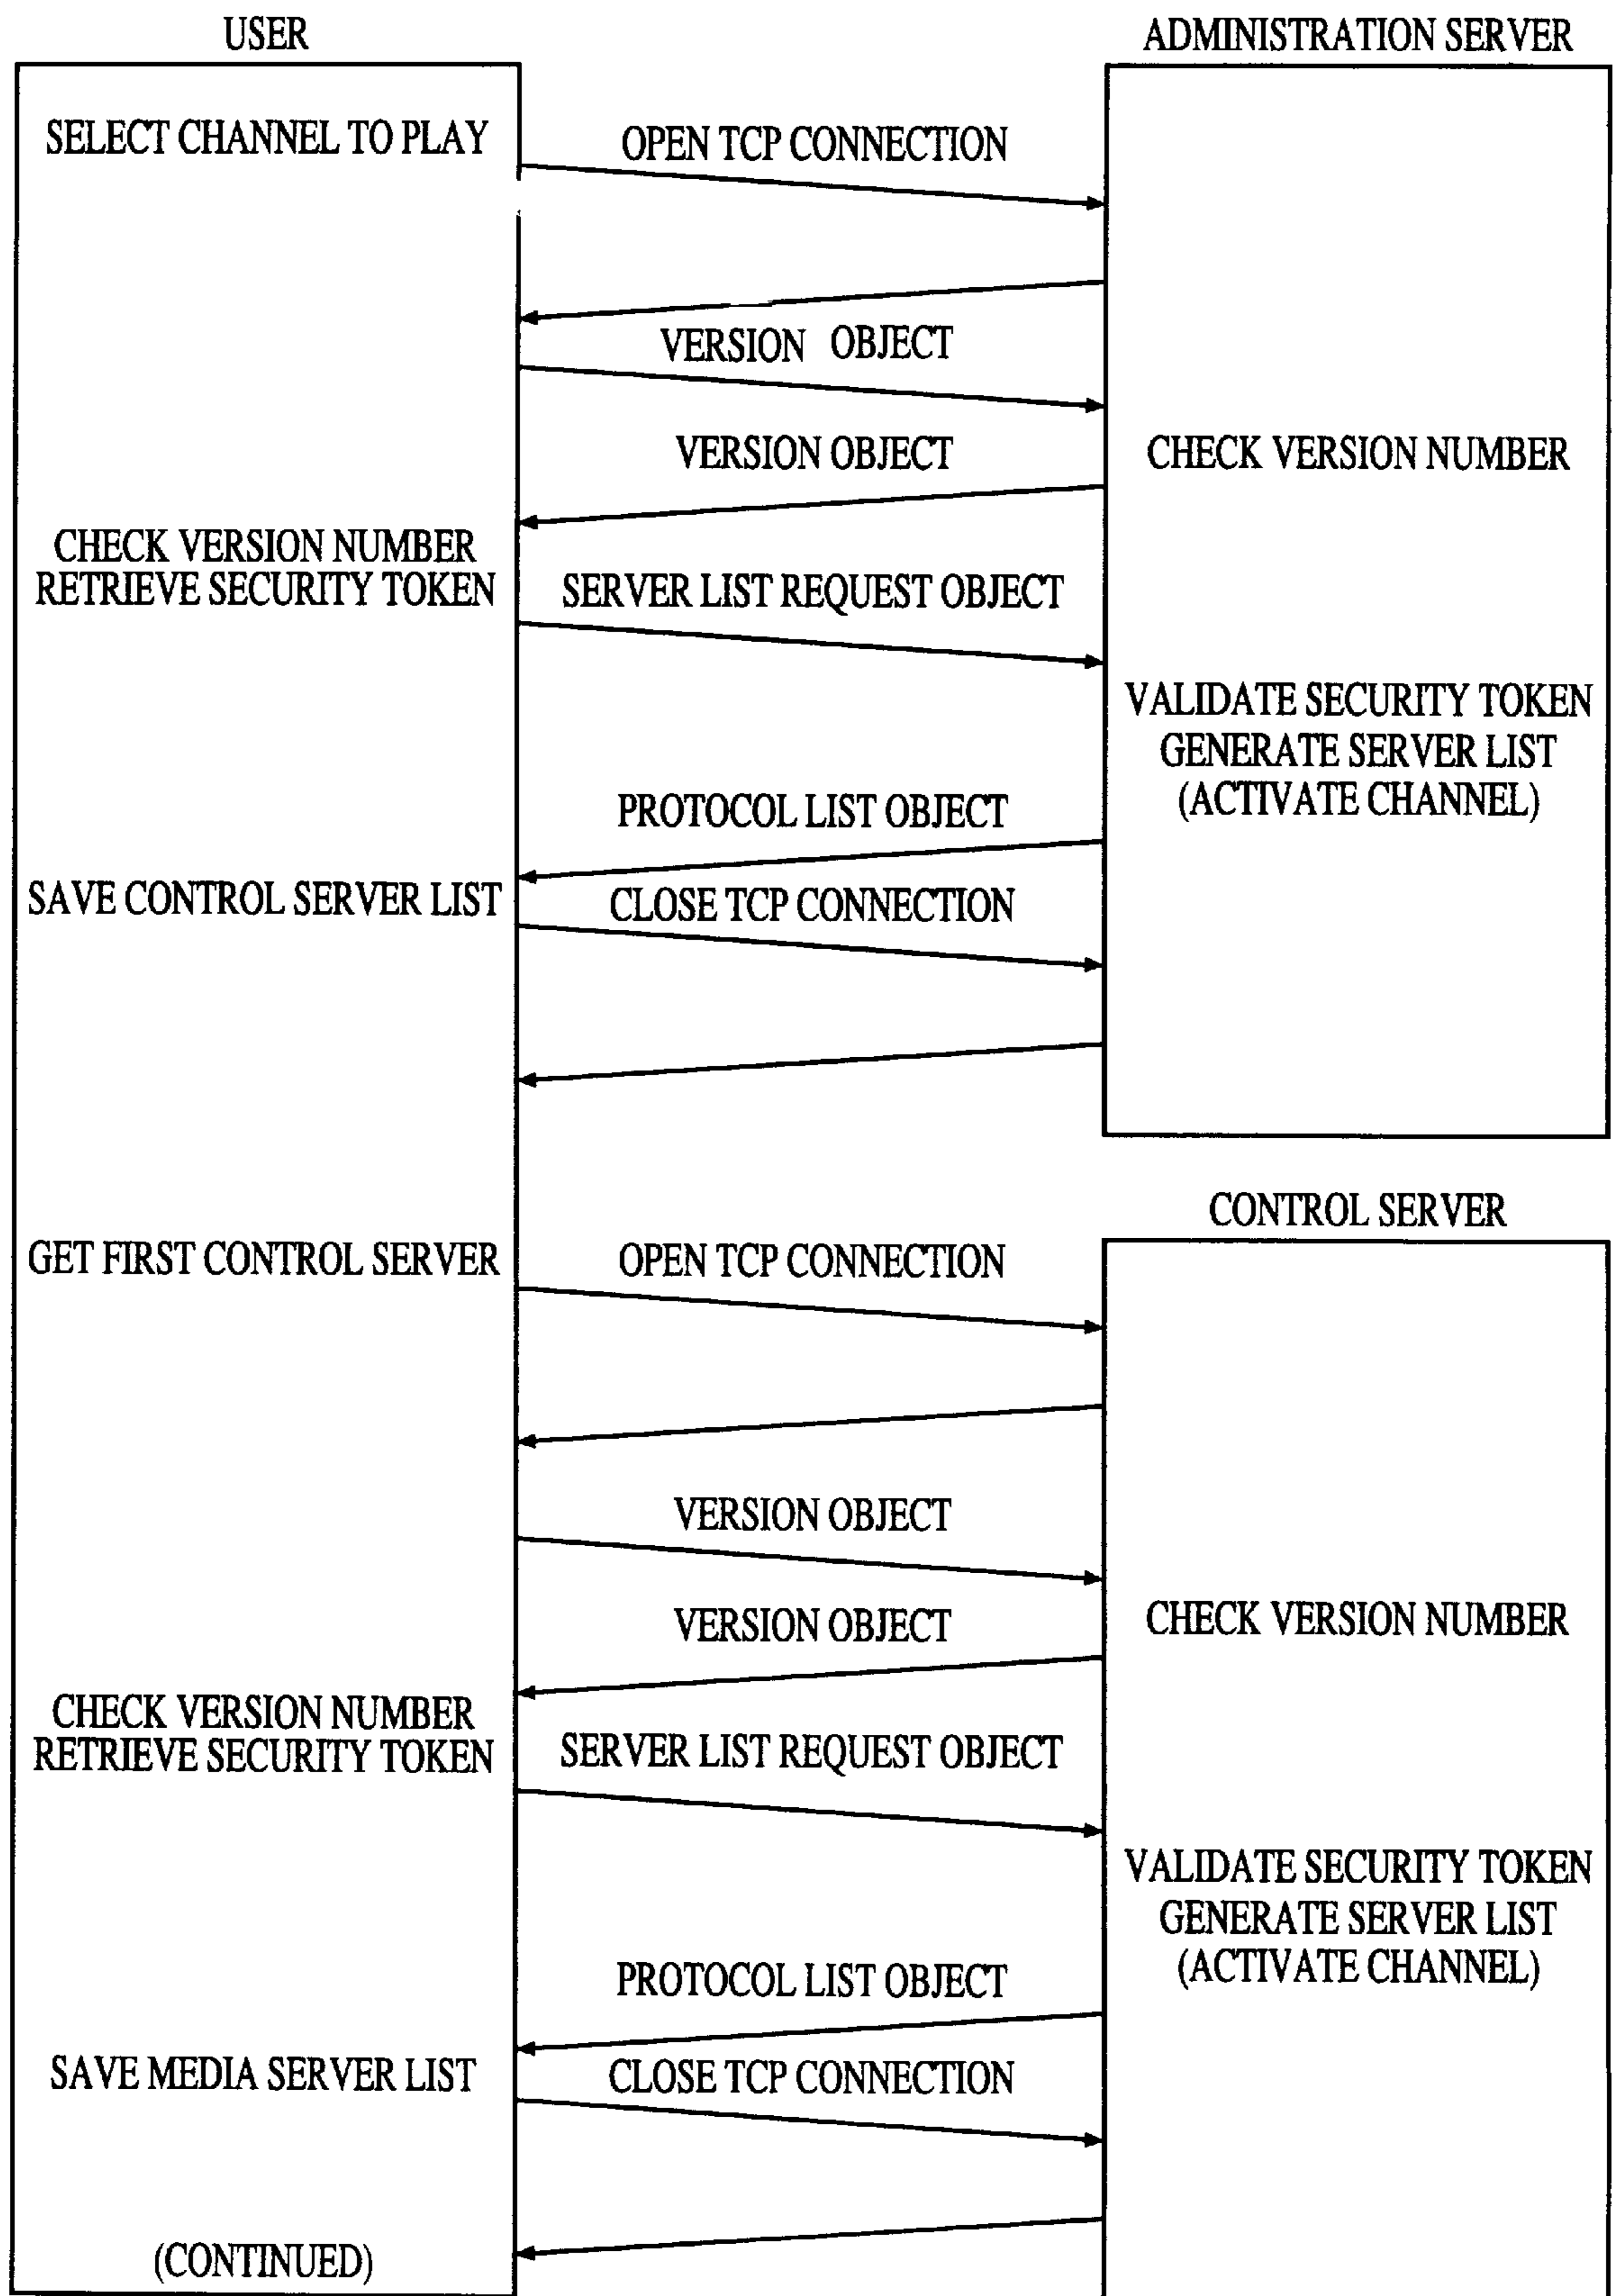 USER
ADMINISTRATION SERVER
SELECT CHANNEL TO PLAY
OPEN TCP CONNECTION
VERSION OBJECT
VERSION OBJECT
CHECK VERSION NUMBER
CHECK VERSION NUMBER
RETRIEVE SECURITY TOKEN
SERVER LIST REQUEST OBJECT
VALIDATE SECURITY TOKEN
GENERATE SERVER LIST
(ACTIVATE CHANNEL)
PROTOCOL LIST OBJECT
SAVE CONTROL SERVER LIST
CLOSE TCP CONNECTION
CONTROL SERVER
GET FIRST CONTROL SERVER
OPEN TCP CONNECTION
VERSION OBJECT
VERSION OBJECT
CHECK VERSION NUMBER
CHECK VERSION NUMBER
RETRIEVE SECURITY TOKEN
SERVER LIST REQUEST OBJECT
VALIDATE SECURITY TOKEN
GENERATE SERVER LIST
(ACTIVATE CHANNEL)
PROTOCOL LIST OBJECT
SAVE MEDIA SERVER LIST
CLOSE TCP CONNECTION
(CONTINUED)